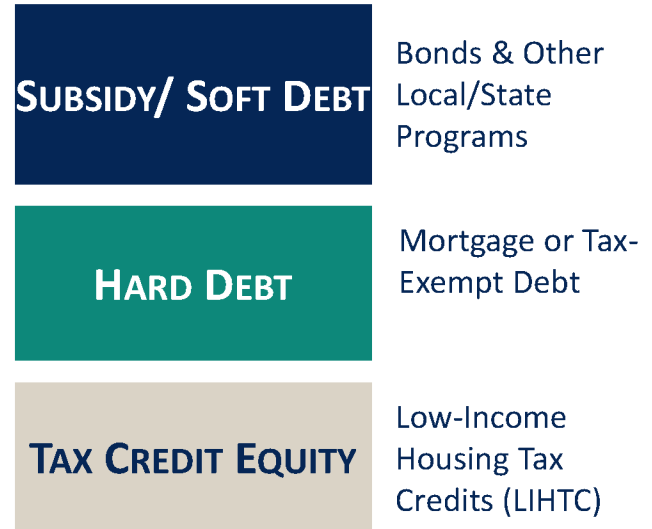 SUBSIDY/ SOFT DEBT
Bonds & Other
Local/State
Programs
HARD DEBT
Mortgage or Tax-
Exempt Debt
TAX CREDIT EQUITY
Low-Income
Housing Tax
Credits (LIHTC)